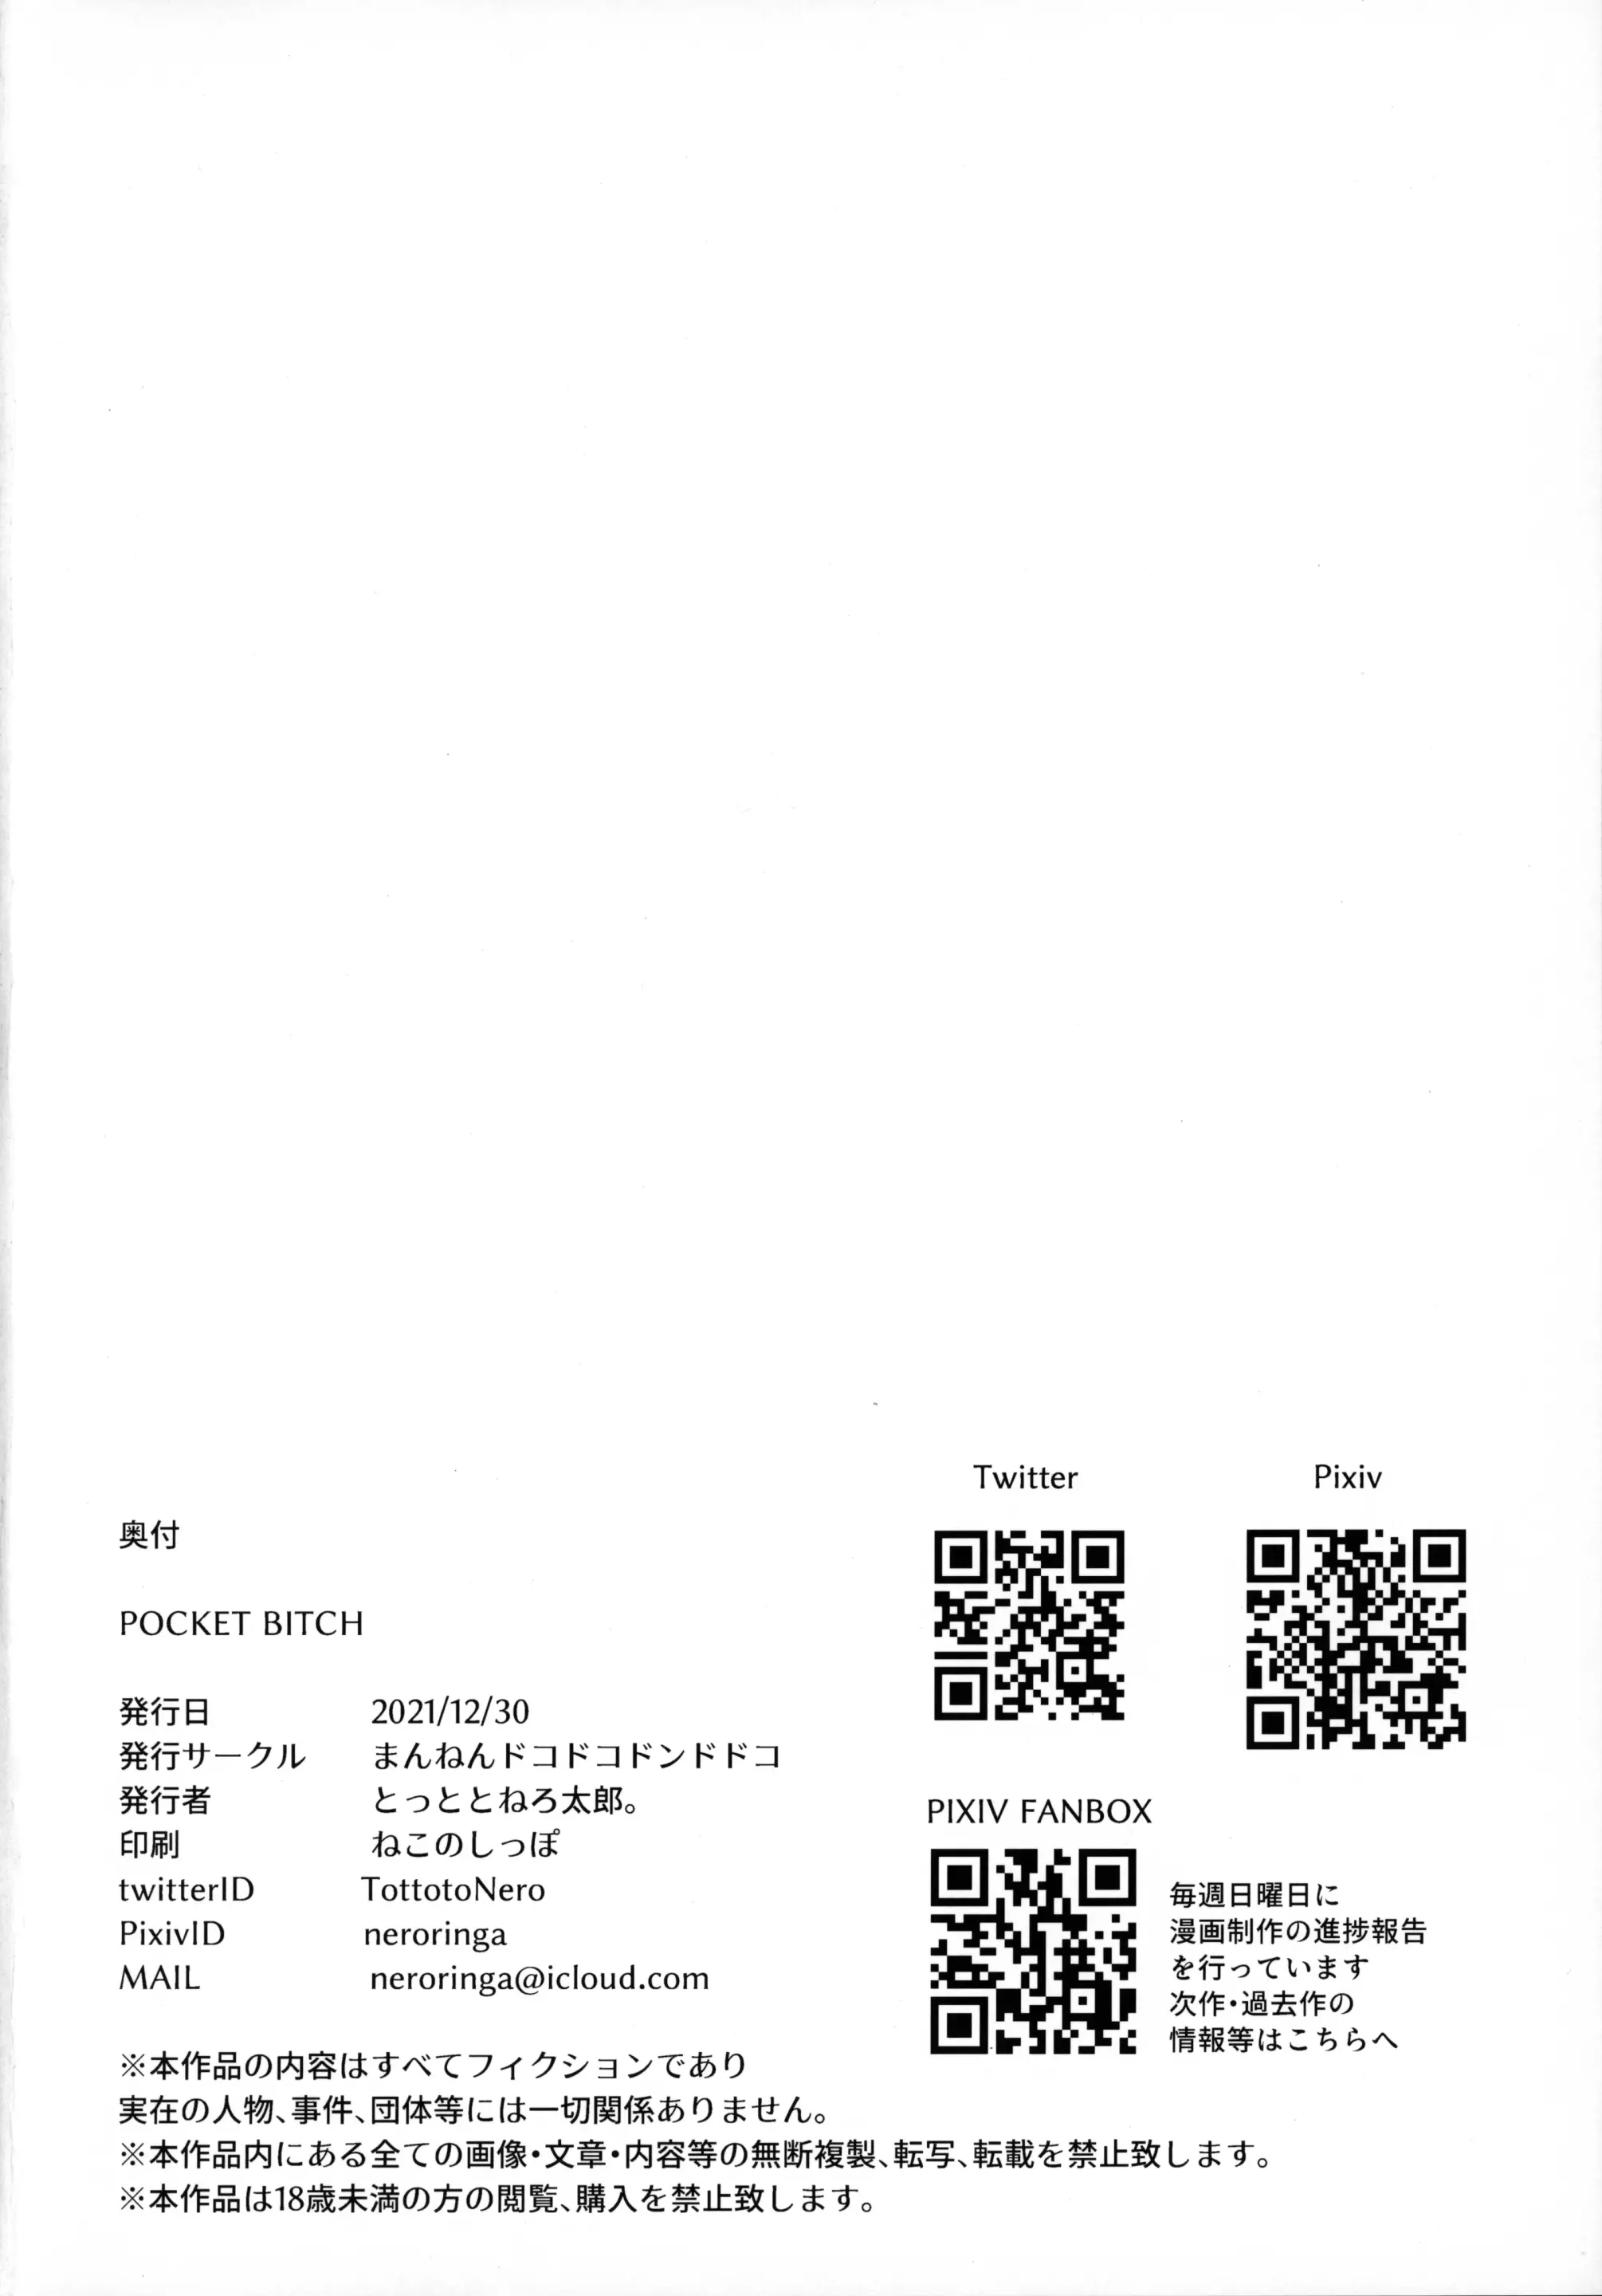 奥付
POCKET BITCH
発行日 2021/12/30
発行サークル まんねんドコドコドンドドコ
発行者 とっととねろ太郎。
印刷 ねこのしっぽ
twitterID TottotoNero
PixivID neroringa
MAIL neroringa@icloud.com
※本作品の内容はすべてフィクションであり
実在の人物、事件、団体等には一切関係ありません。
※本作品内にある全ての画像・文章・内容等の無断複製、転写、転載を禁止致します。
※本作品は18歳未満の方の閲覧、購入を禁止致します。
Twitter
Pixiv
PIXIV FANBOX
毎週日曜日に
漫画制作の進捗報告
を行っています
次作・過去作の
情報等はこちらへ